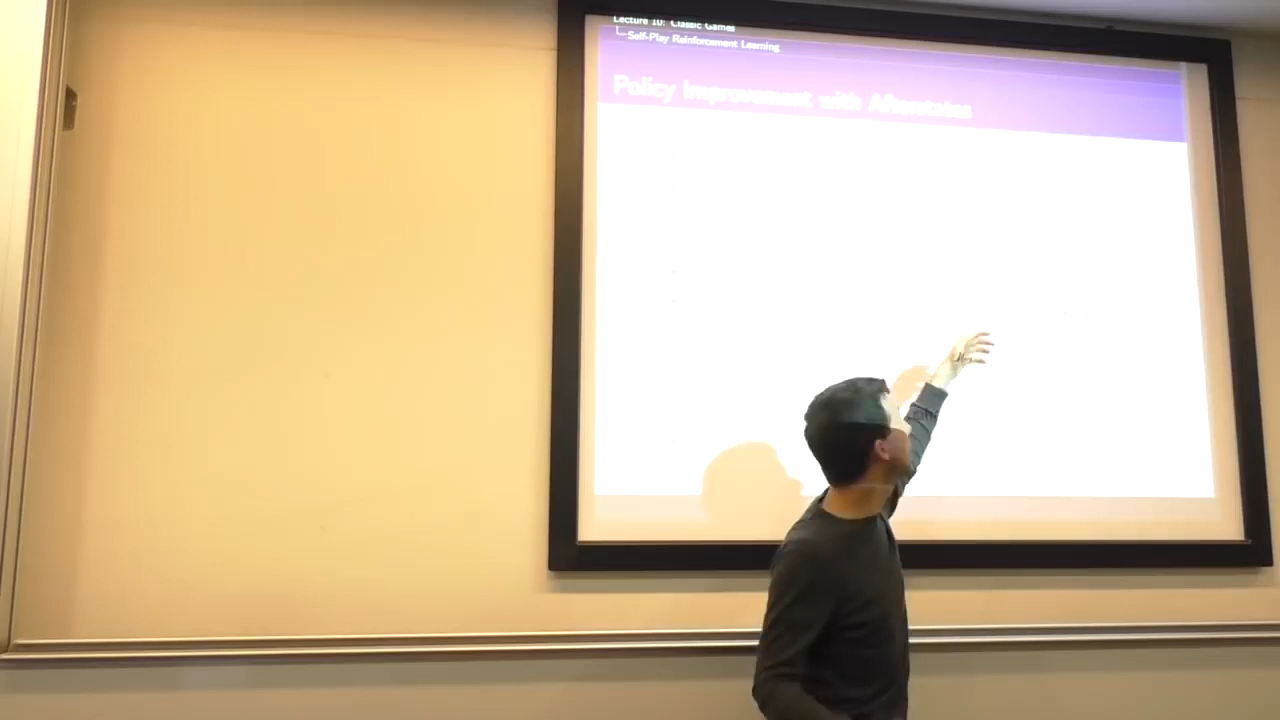 Lecture 10: Classic Games
Self-Play Reinforcement Learning
Policy Improvement with Afterstates